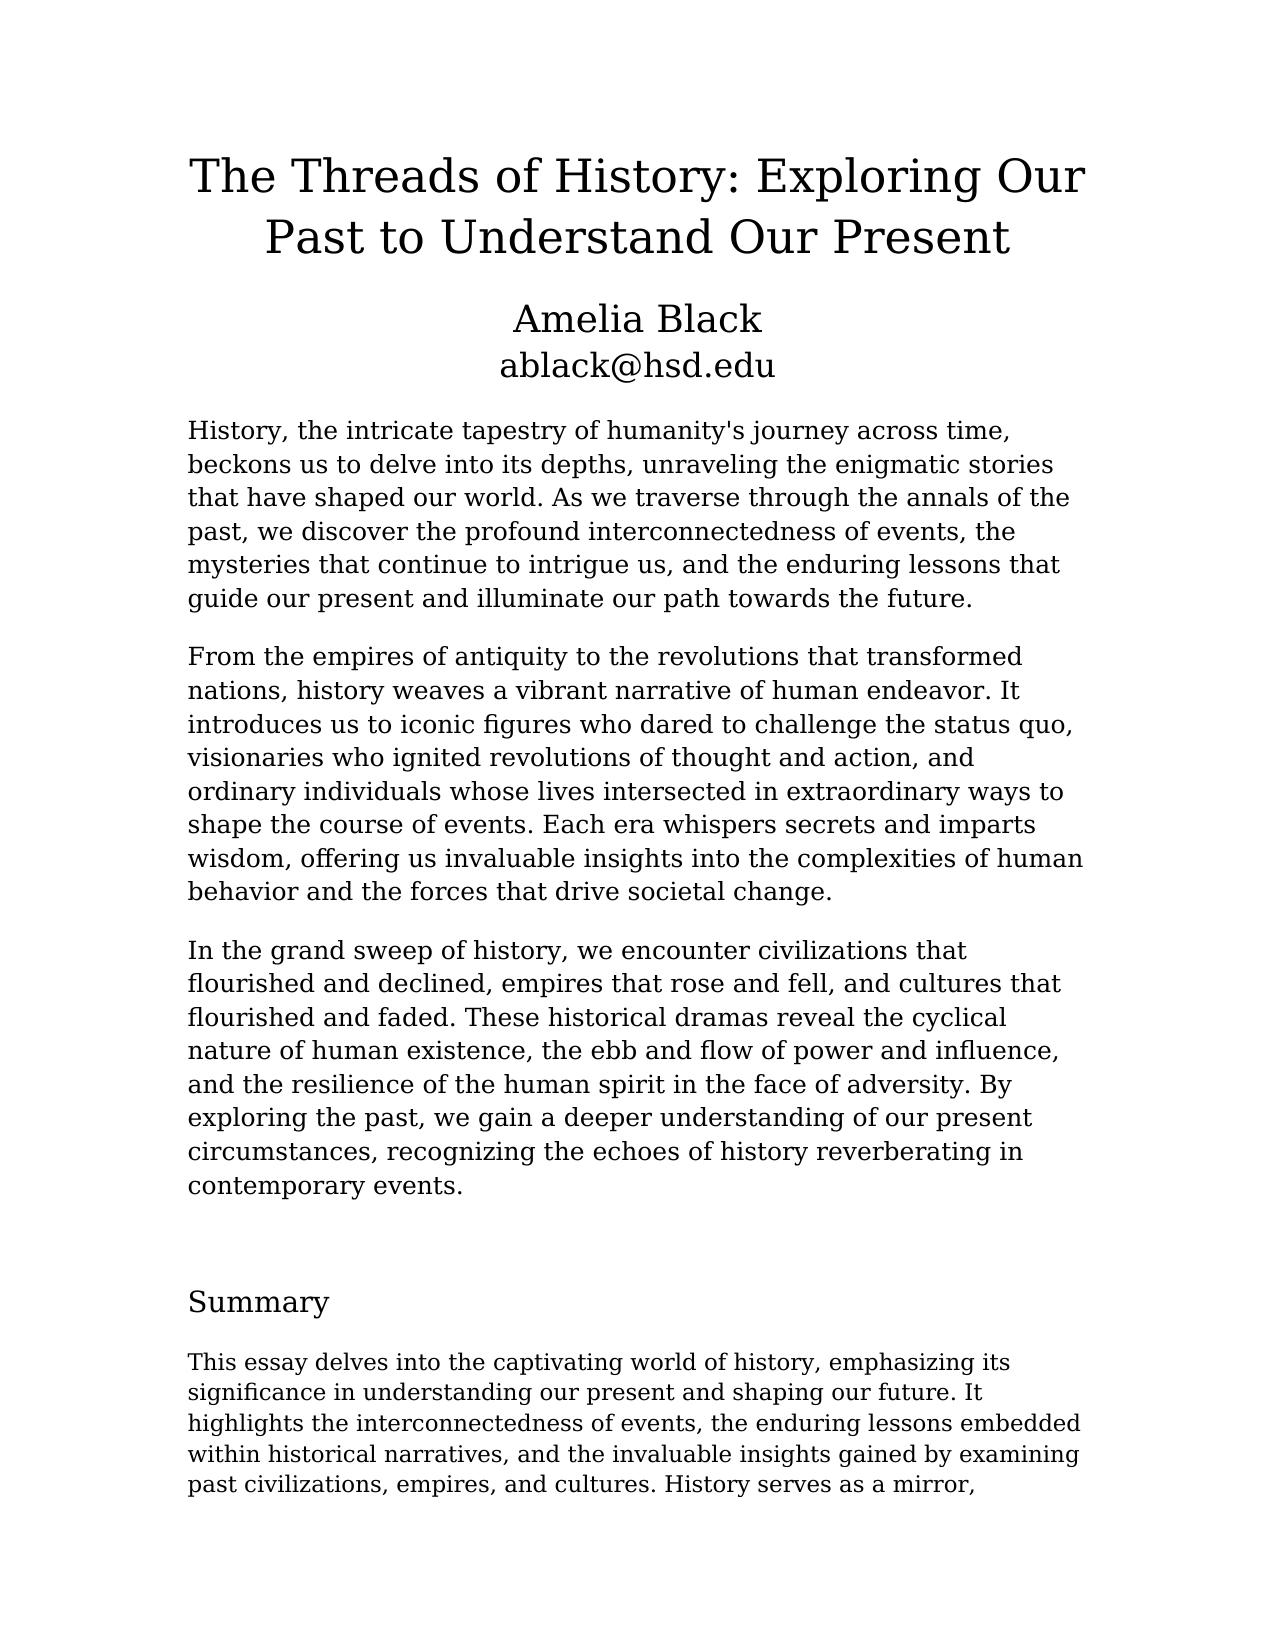 The Threads of History: Exploring Our
Past to Understand Our Present
Amelia Black
ablack@hsd.edu
History, the intricate tapestry of humanity's journey across time,
beckons us to delve into its depths, unraveling the enigmatic stories
that have shaped our world. As we traverse through the annals of the
past, we discover the profound interconnectedness of events, the
mysteries that continue to intrigue us, and the enduring lessons that
guide our present and illuminate our path towards the future.
From the empires of antiquity to the revolutions that transformed
nations, history weaves a vibrant narrative of human endeavor. It
introduces us to iconic figures who dared to challenge the status quo,
visionaries who ignited revolutions of thought and action, and
ordinary individuals whose lives intersected in extraordinary ways to
shape the course of events. Each era whispers secrets and imparts
wisdom, offering us invaluable insights into the complexities of human
behavior and the forces that drive societal change.
In the grand sweep of history, we encounter civilizations that
flourished and declined, empires that rose and fell, and cultures that
flourished and faded. These historical dramas reveal the cyclical
nature of human existence, the ebb and flow of power and influence,
and the resilience of the human spirit in the face of adversity. By
exploring the past, we gain a deeper understanding of our present
circumstances, recognizing the echoes of history reverberating in
contemporary events.
Summary
This essay delves into the captivating world of history, emphasizing its
significance in understanding our present and shaping our future. It
highlights the interconnectedness of events, the enduring lessons embedded
within historical narratives, and the invaluable insights gained by examining
past civilizations, empires, and cultures. History serves as a mirror,